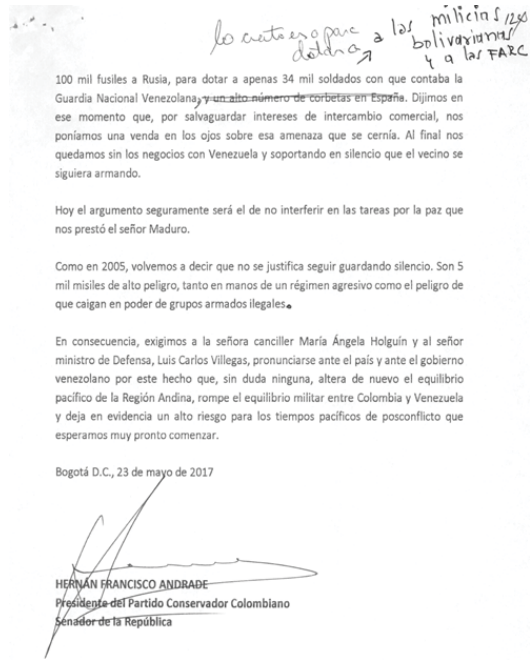 lo cierto era para a las milicias
dotar a bolivarianas
y a las FARC
100 mil fusiles a Rusia, para dotar a apenas 34 mil soldados con que contaba la
Guardia Nacional Venezolana, y un alto número de corbetas en España. Dijimos en
ese momento que, por salvaguardar intereses de intercambio comercial, nos
poníamos una venda en los ojos sobre esa amenaza que se cernía. Al final nos
quedamos sin los negocios con Venezuela y soportando en silencio que el vecino se
siguiera armando.
Hoy el argumento seguramente será el de no interferir en las tareas por la paz que
nos prestó el señor Maduro.
Como en 2005, volvemos a decir que no se justifica seguir guardando silencio. Son 5
mil misiles de alto peligro, tanto en manos de un régimen agresivo como el peligro de
que caigan en poder de grupos armados ilegales.
En consecuencia, exigimos a la señora canciller María Ángela Holguín y al señor
ministro de Defensa, Luis Carlos Villegas, pronunciarse ante el país y ante el gobierno
venezolano por este hecho que, sin duda ninguna, altera de nuevo el equilibrio
pacífico de la Región Andina, rompe el equilibrio militar entre Colombia y Venezuela
y deja en evidencia un alto riesgo para los tiempos pacíficos de posconflicto que
esperamos muy pronto comenzar.
Bogotá D.C., 23 de mayo de 2017
HERNÁN FRANCISCO ANDRADE
Presidente del Partido Conservador Colombiano
Senador de la República